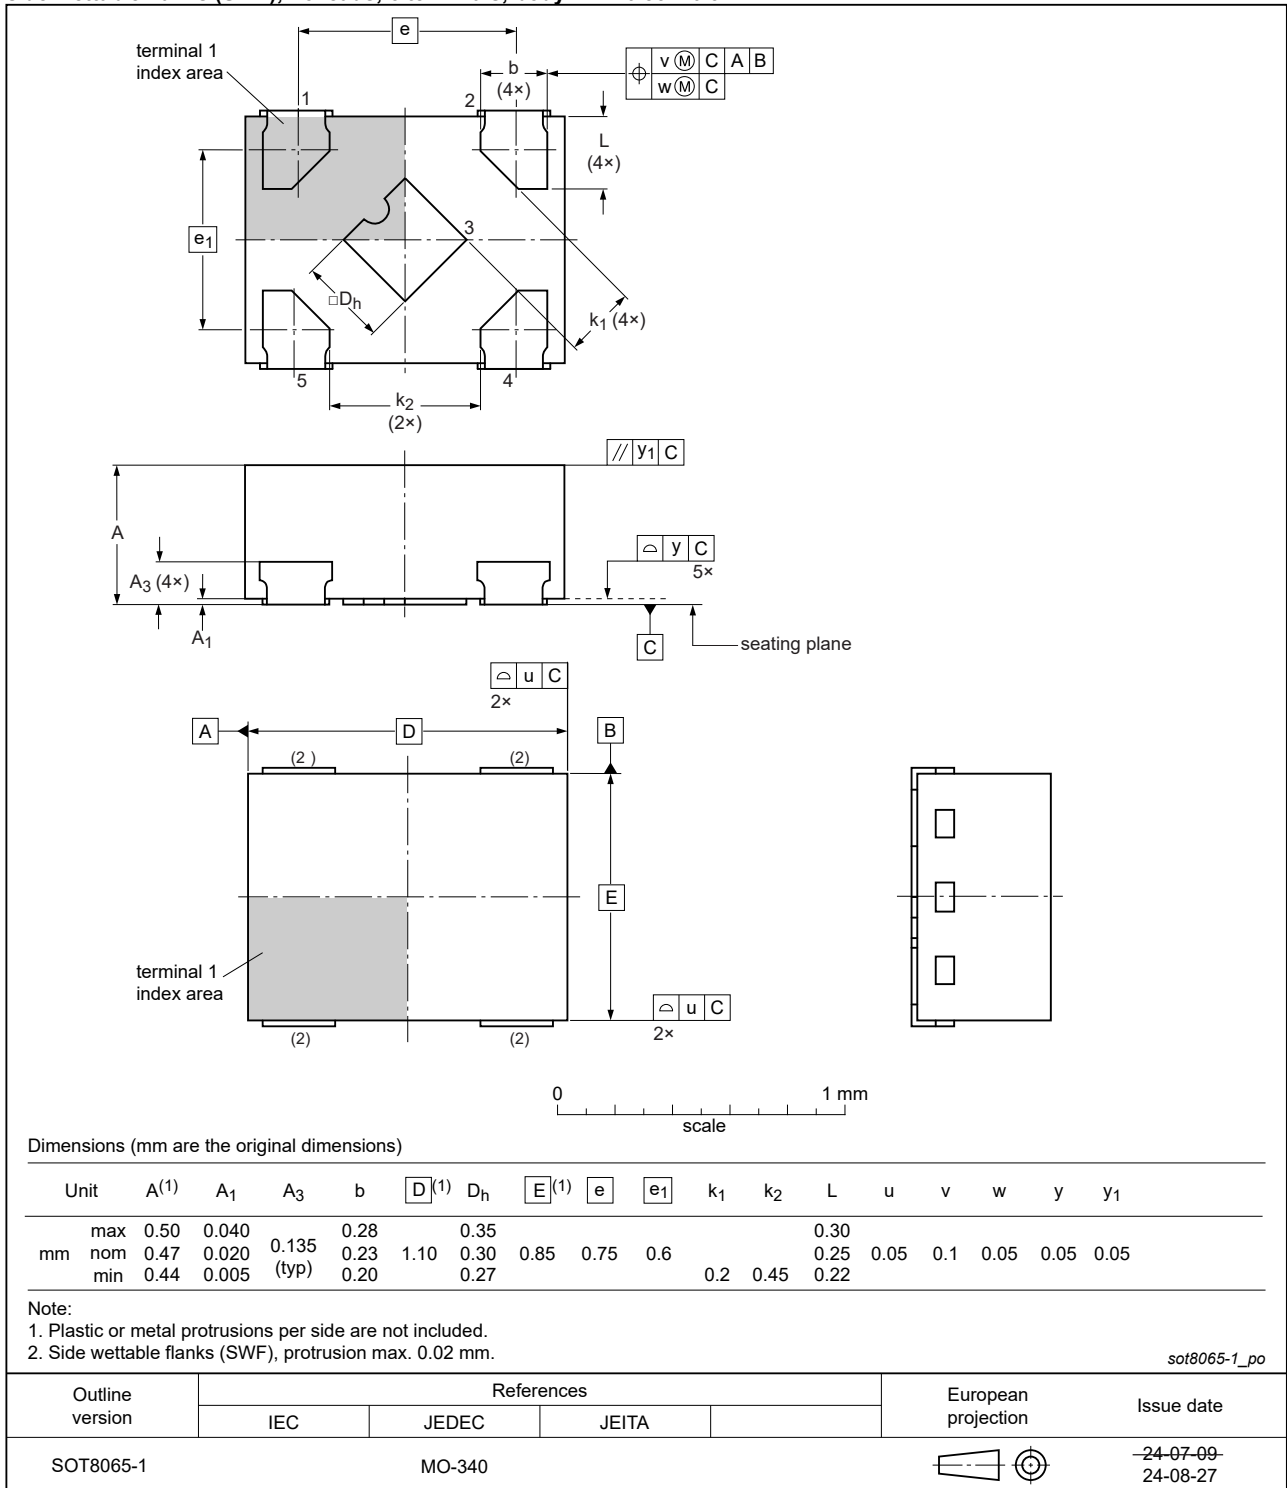 e
terminal 1
index area
b
(4×)
v Ⓜ C A B
w Ⓜ C
1
2
L
(4×)
e1
3
□Dh
k1 (4×)
5
4
k2
(2×)
// y1 C
A
y C
5×
A3 (4×)
A1
C
seating plane
u C
2×
A
D
B
(2 )
(2)
E
terminal 1
index area
u C
2×
(2)
(2)
0
1 mm
scale
Dimensions (mm are the original dimensions)
Unit A(1) A1 A3 b D(1) Dh E(1) e e1 k1 k2 L u v w y y1
max 0.50 0.040 0.28 0.35 0.30
mm nom 0.47 0.020 0.135 (typ) 0.23 1.10 0.30 0.85 0.75 0.6 0.25 0.05 0.1 0.05 0.05 0.05
min 0.44 0.005 0.20 0.27 0.2 0.45 0.22
Note:
1. Plastic or metal protrusions per side are not included.
2. Side wettable flanks (SWF), protrusion max. 0.02 mm.
sot8065-1_po
Outline version
References
European projection
Issue date
IEC JEDEC JEITA
SOT8065-1
MO-340
24-07-09
24-08-27